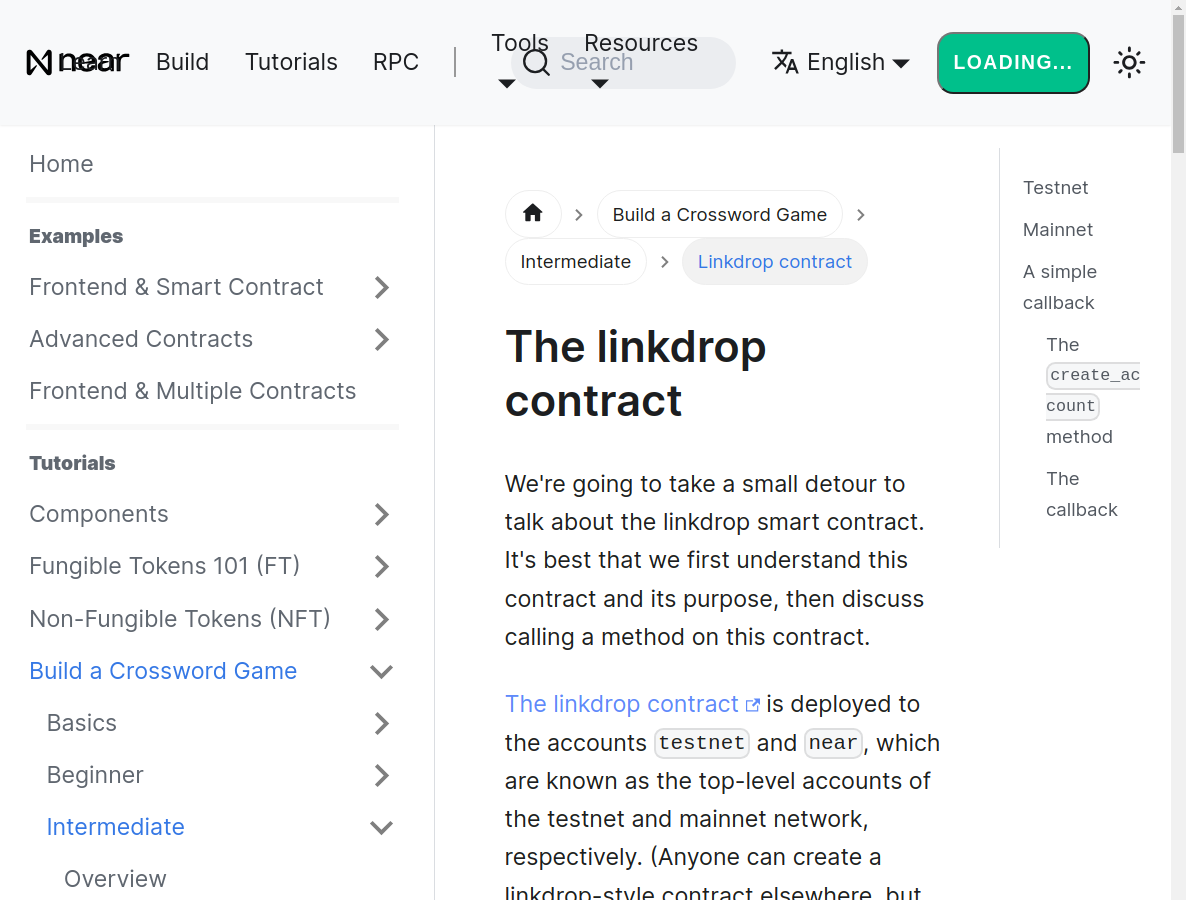 near
Learn
Build
Tutorials
RPC
Tools
Resources
Search
English
LOADING...
Home
Examples
Frontend & Smart Contract
Advanced Contracts
Frontend & Multiple Contracts
Tutorials
Components
Fungible Tokens 101 (FT)
Non-Fungible Tokens (NFT)
Build a Crossword Game
Basics
Beginner
Intermediate
Overview
Build a Crossword Game
Intermediate
Linkdrop contract
The linkdrop
contract
We're going to take a small detour to
talk about the linkdrop smart contract.
It's best that we first understand this
contract and its purpose, then discuss
calling a method on this contract.
The linkdrop contract is deployed to
the accounts testnet and near, which
are known as the top-level accounts of
the testnet and mainnet network,
respectively. (Anyone can create a
linkdrop-style contract elsewhere, but
Testnet
Mainnet
A simple
callback
The
create_ac
count
method
The
callback